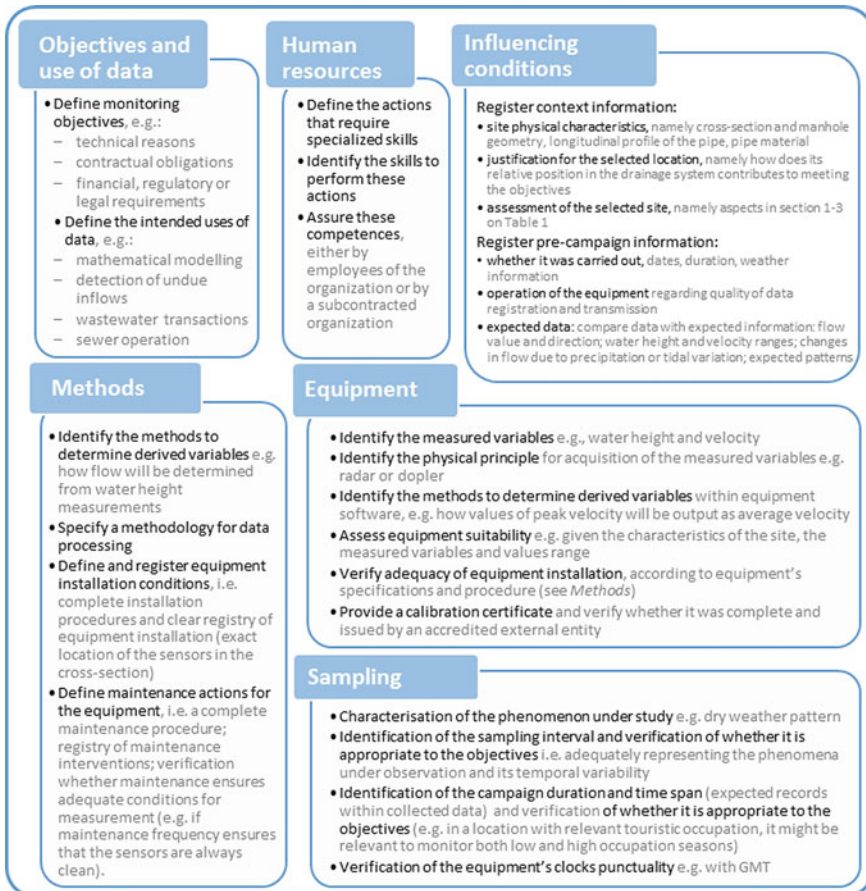 Objectives and
use of data
• Define monitoring
objectives, e.g.:
– technical reasons
– contractual obligations
– financial, regulatory or
legal requirements
• Define the intended uses of
data, e.g.:
– mathematical modelling
– detection of undue
inflows
– wastewater transactions
– sewer operation
Human
resources
• Define the actions
that require
specialized skills
• Identify the skills to
perform these
actions
• Assure these
competences,
either by
employees of the
organization or by
a subcontracted
organization
Influencing
conditions
Register context information:
• site physical characteristics, namely cross-section and manhole
geometry, longitudinal profile of the pipe, pipe material
• justification for the selected location, namely how does its
relative position in the drainage system contributes to meeting
the objectives
• assessment of the selected site, namely aspects in section 1-3
on Table 1
Register pre-campaign information:
• whether it was carried out, dates, duration, weather
information
• operation of the equipment regarding quality of data
registration and transmission
• expected data: compare data with expected information: flow
value and direction; water height and velocity ranges; changes
in flow due to precipitation or tidal variation; expected patterns
Methods
• Identify the methods to
determine derived variables e.g.
how flow will be determined
from water height
measurements
• Specify a methodology for data
processing
• Define and register equipment
installation conditions, i.e.
complete installation
procedures and clear registry of
equipment installation (exact
location of the sensors in the
cross-section)
• Define maintenance actions for
the equipment, i.e. a complete
maintenance procedure;
registry of maintenance
interventions; verification
whether maintenance ensures
adequate conditions for
measurement (e.g. if
maintenance frequency ensures
that the sensors are always
clean).
Equipment
• Identify the measured variables e.g., water height and velocity
• Identify the physical principle for acquisition of the measured variables e.g.
radar or dopler
• Identify the methods to determine derived variables within equipment
software, e.g. how values of peak velocity will be output as average velocity
• Assess equipment suitability e.g. given the characteristics of the site, the
measured variables and values range
• Verify adequacy of equipment installation, according to equipment's
specifications and procedure (see Methods)
• Provide a calibration certificate and verify whether it was complete and
issued by an accredited external entity
Sampling
• Characterisation of the phenomenon under study e.g. dry weather pattern
• Identification of the sampling interval and verification of whether it is
appropriate to the objectives i.e. adequately representing the phenomena
under observation and its temporal variability
• Identification of the campaign duration and time span (expected records
within collected data) and verification of whether it is appropriate to the
objectives (e.g. in a location with relevant touristic occupation, it might be
relevant to monitor both low and high occupation seasons)
• Verification of the equipment's clocks punctuality e.g. with GMT